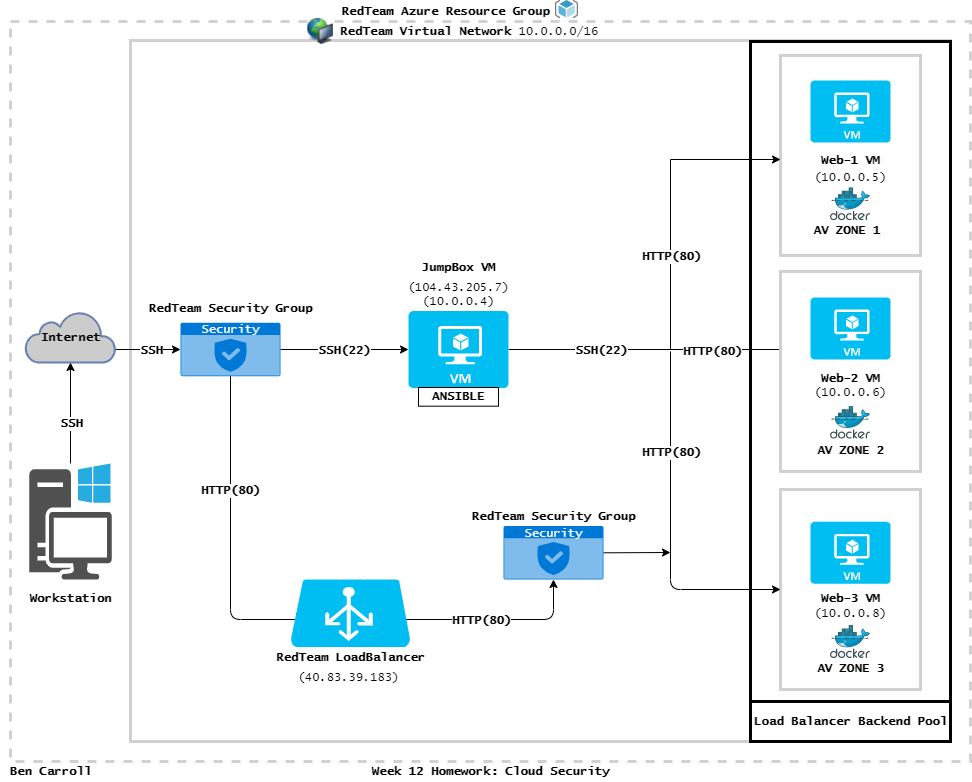 RedTeam Azure Resource Group
RedTeam Virtual Network 10.0.0.0/16
VM
Web-1 VM
(10.0.0.5)
docker
AV ZONE 1
HTTP(80)
JumpBox VM
(104.43.205.7)
(10.0.0.4)
RedTeam Security Group
Security
Internet
SSH
SSH(22)
VM
ANSIBLE
SSH(22)
HTTP(80)
VM
Web-2 VM
(10.0.0.6)
docker
AV ZONE 2
SSH
HTTP(80)
HTTP(80)
RedTeam Security Group
Security
VM
Web-3 VM
(10.0.0.8)
docker
AV ZONE 3
Workstation
HTTP(80)
RedTeam LoadBalancer
(40.83.39.183)
Load Balancer Backend Pool
Ben Carroll
Week 12 Homework: Cloud Security